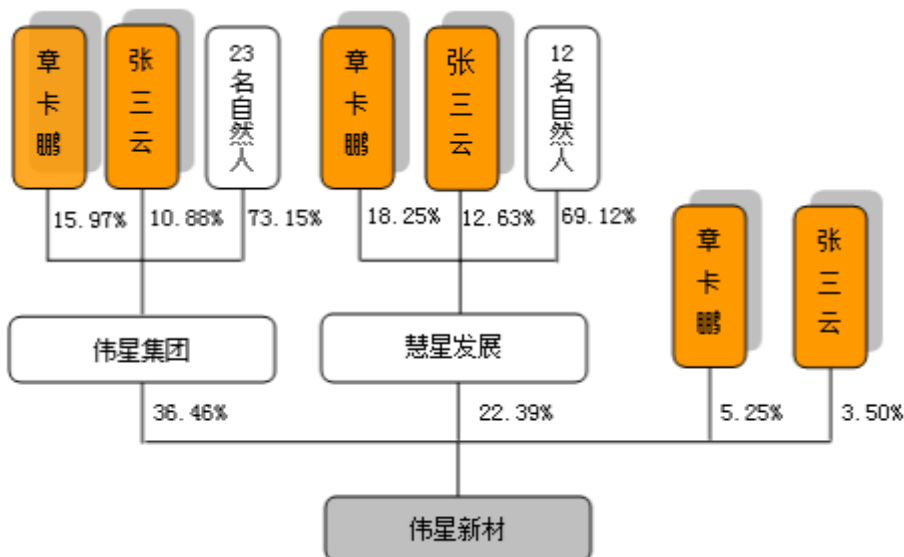 章卡鹏
张三云
23名自然人
章卡鹏
张三云
12名自然人
15.97%
10.88%
73.15%
18.25%
12.63%
69.12%
章卡鹏
张三云
伟星集团
慧星发展
36.46%
22.39%
5.25%
3.50%
伟星新材